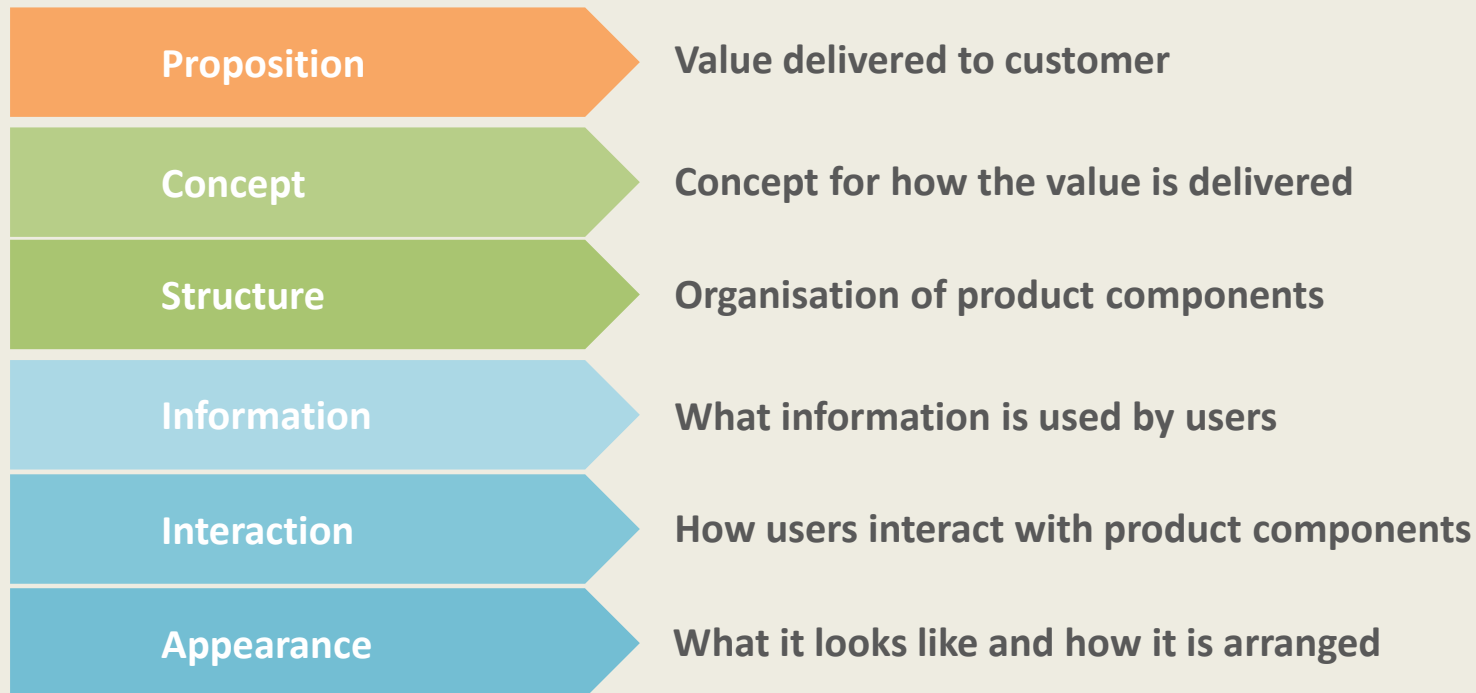 Proposition
Value delivered to customer
Concept
Concept for how the value is delivered
Structure
Organisation of product components
Information
What information is used by users
Interaction
How users interact with product components
Appearance
What it looks like and how it is arranged